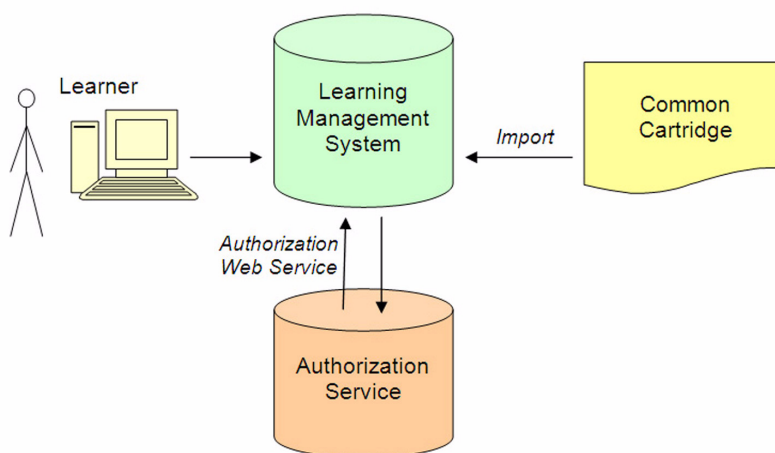 Learner
Learning
Management
System
Common
Cartridge
Import
Authorization
Web Service
Authorization
Service